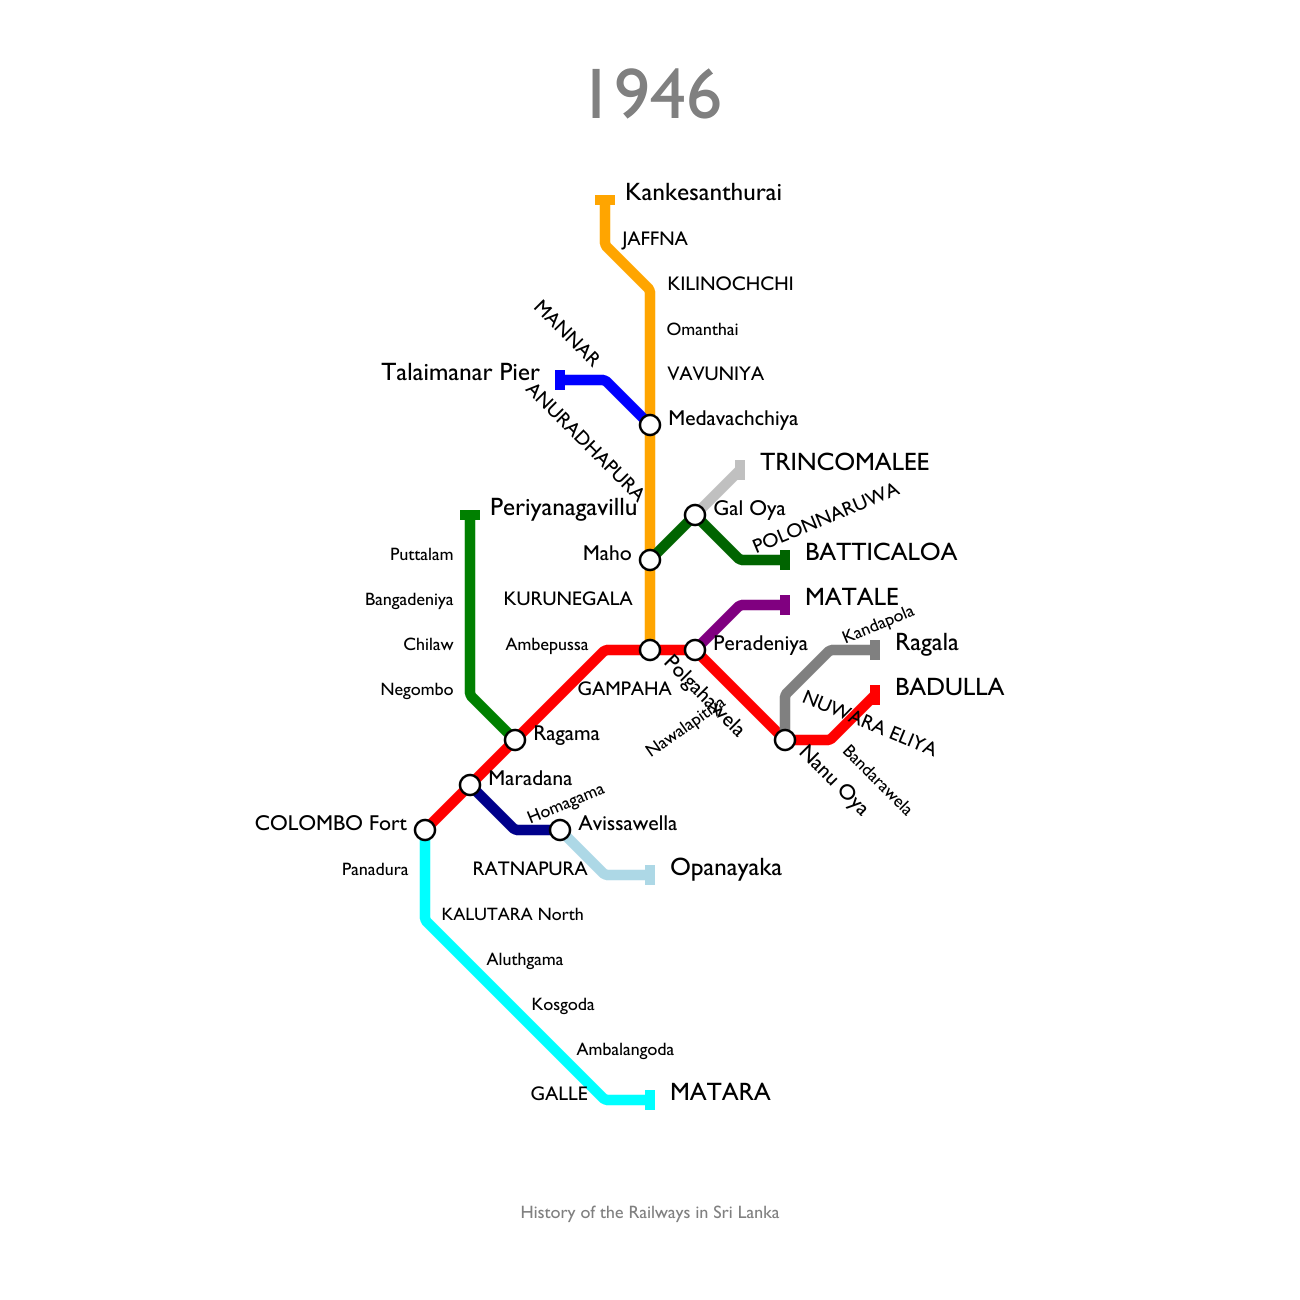 1946
Kankesanthurai
JAFFNA
KILINOCHCHI
MANNAR
Omanthai
Talaimanar Pier
VAVUNIYA
ANURADHAPURA
Medavachchiya
TRINCOMALEE
Periyanagavillu
Gal Oya
POLONNARUWA
Puttalam
Maho
BATTICALOA
Bangadeniya
KURUNEGALA
MATALE
Kandapola
Chilaw
Ambepussa
Peradeniya
Ragala
Negombo
GAMPAHA
Polgahawela
BADULLA
Nawalapitiya
NUWARA ELIYA
Ragama
Maradana
Nanu Oya
Bandarawela
Homagama
COLOMBO Fort
Avissawella
Panadura
RATNAPURA
Opanayaka
KALUTARA North
Aluthgama
Kosgoda
Ambalangoda
GALLE
MATARA
History of the Railways in Sri Lanka